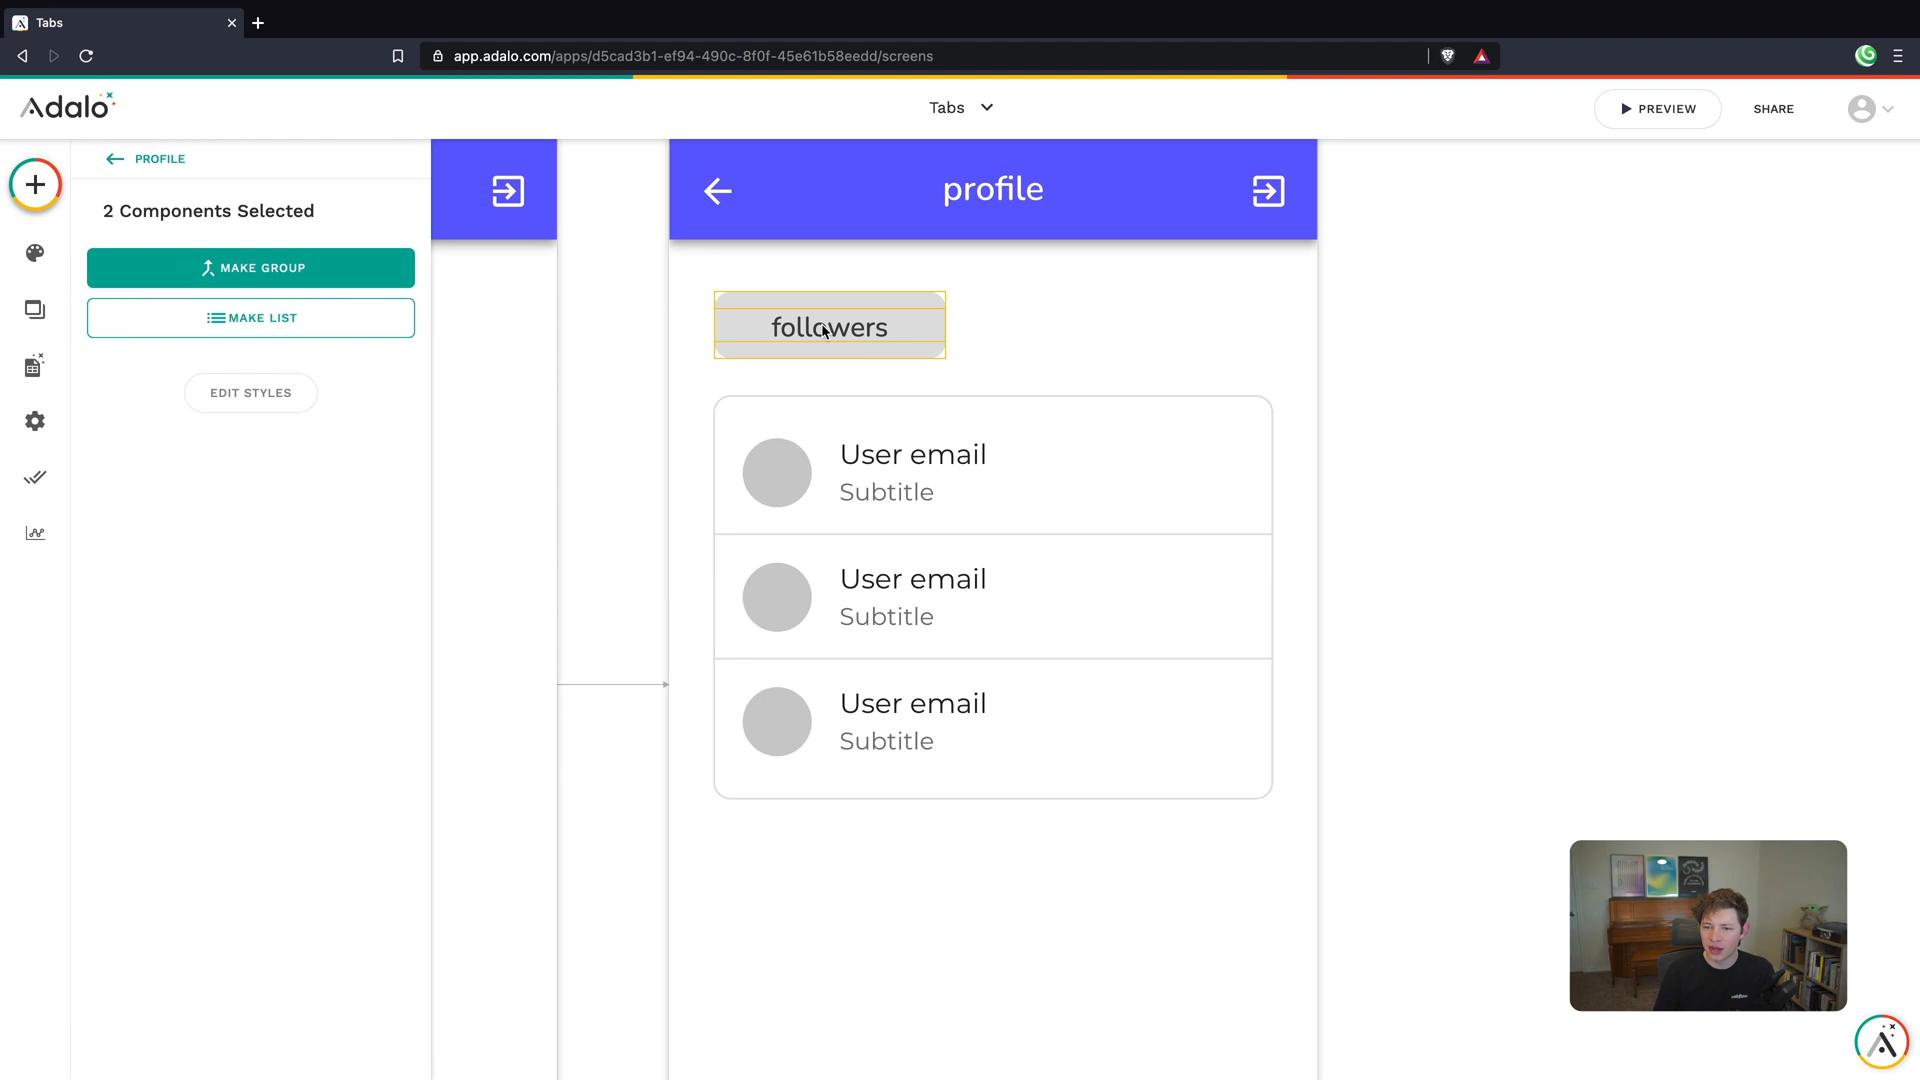 Tabs
app.adalo.com/apps/d5cad3b1-ef94-490c-8f0f-45e61b58eedd/screens
Adalo
Tabs
PREVIEW
SHARE
PROFILE
2 Components Selected
MAKE GROUP
MAKE LIST
EDIT STYLES
profile
followers
User email
Subtitle
User email
Subtitle
User email
Subtitle